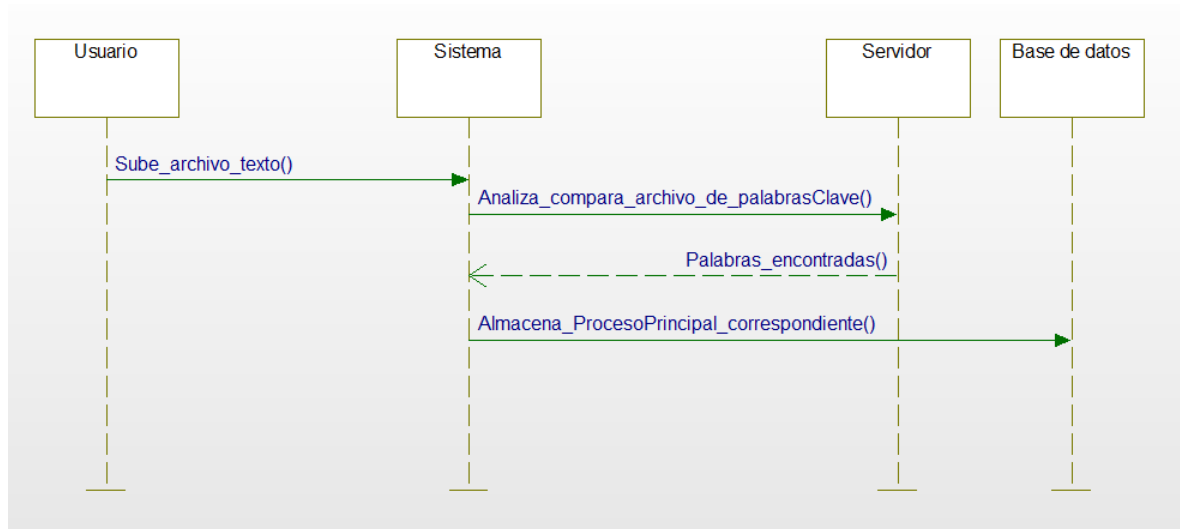 Usuario
Sistema
Servidor
Base de datos
Sube_archivo_texto()
Analiza_compara_archivo_de_palabrasClave()
Palabras_encontradas()
Almacena_ProcesoPrincipal_correspondiente()